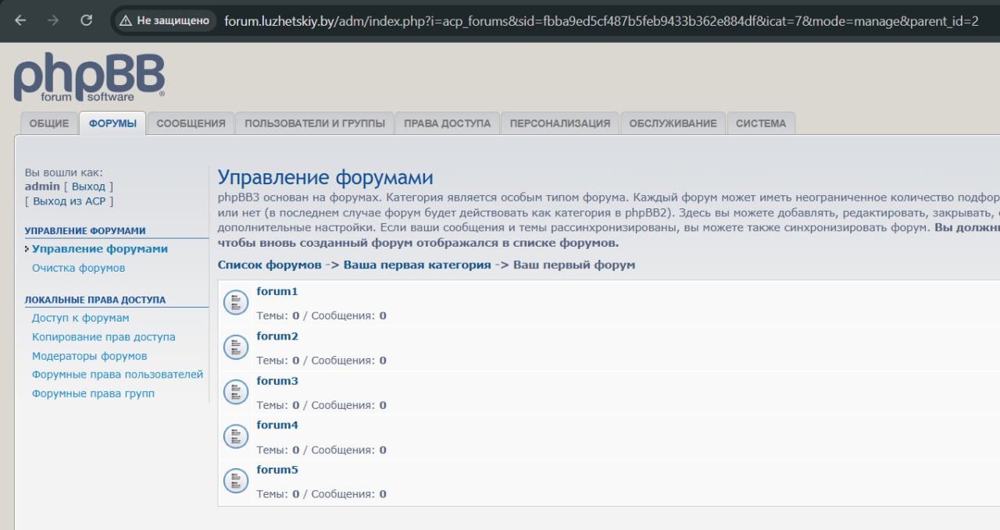 Не защищено
forum.luzhetskiy.by/adm/index.php?i=acp_forums&sid=fbba9ed5cf487b5feb9433b362e884df&icat=7&mode=manage&parent_id=2
phpBB®
forum software
ОБЩИЕ ФОРУМЫ СООБЩЕНИЯ ПОЛЬЗОВАТЕЛИ И ГРУППЫ ПРАВА ДОСТУПА ПЕРСОНАЛИЗАЦИЯ ОБСЛУЖИВАНИЕ СИСТЕМА
Вы вошли как:
admin [ Выход ]
[ Выход из ACP ]
УПРАВЛЕНИЕ ФОРУМАМИ
Управление форумами
Очистка форумов
ЛОКАЛЬНЫЕ ПРАВА ДОСТУПА
Доступ к форумам
Копирование прав доступа
Модераторы форумов
Форумные права пользователей
Форумные права групп
Управление форумами
phpBB3 основан на форумах. Категория является особым типом форума. Каждый форум может иметь неограниченное количество подфор
или нет (в последнем случае форум будет действовать как категория в phpBB2). Здесь вы можете добавлять, редактировать, закрывать,
дополнительные настройки. Если ваши сообщения и темы рассинхронизированы, вы можете также синхронизировать форум. Вы должн
чтобы вновь созданный форум отображался в списке форумов.
Список форумов -> Ваша первая категория -> Ваш первый форум
forum1
Темы: 0 / Сообщения: 0
forum2
Темы: 0 / Сообщения: 0
forum3
Темы: 0 / Сообщения: 0
forum4
Темы: 0 / Сообщения: 0
forum5
Темы: 0 / Сообщения: 0